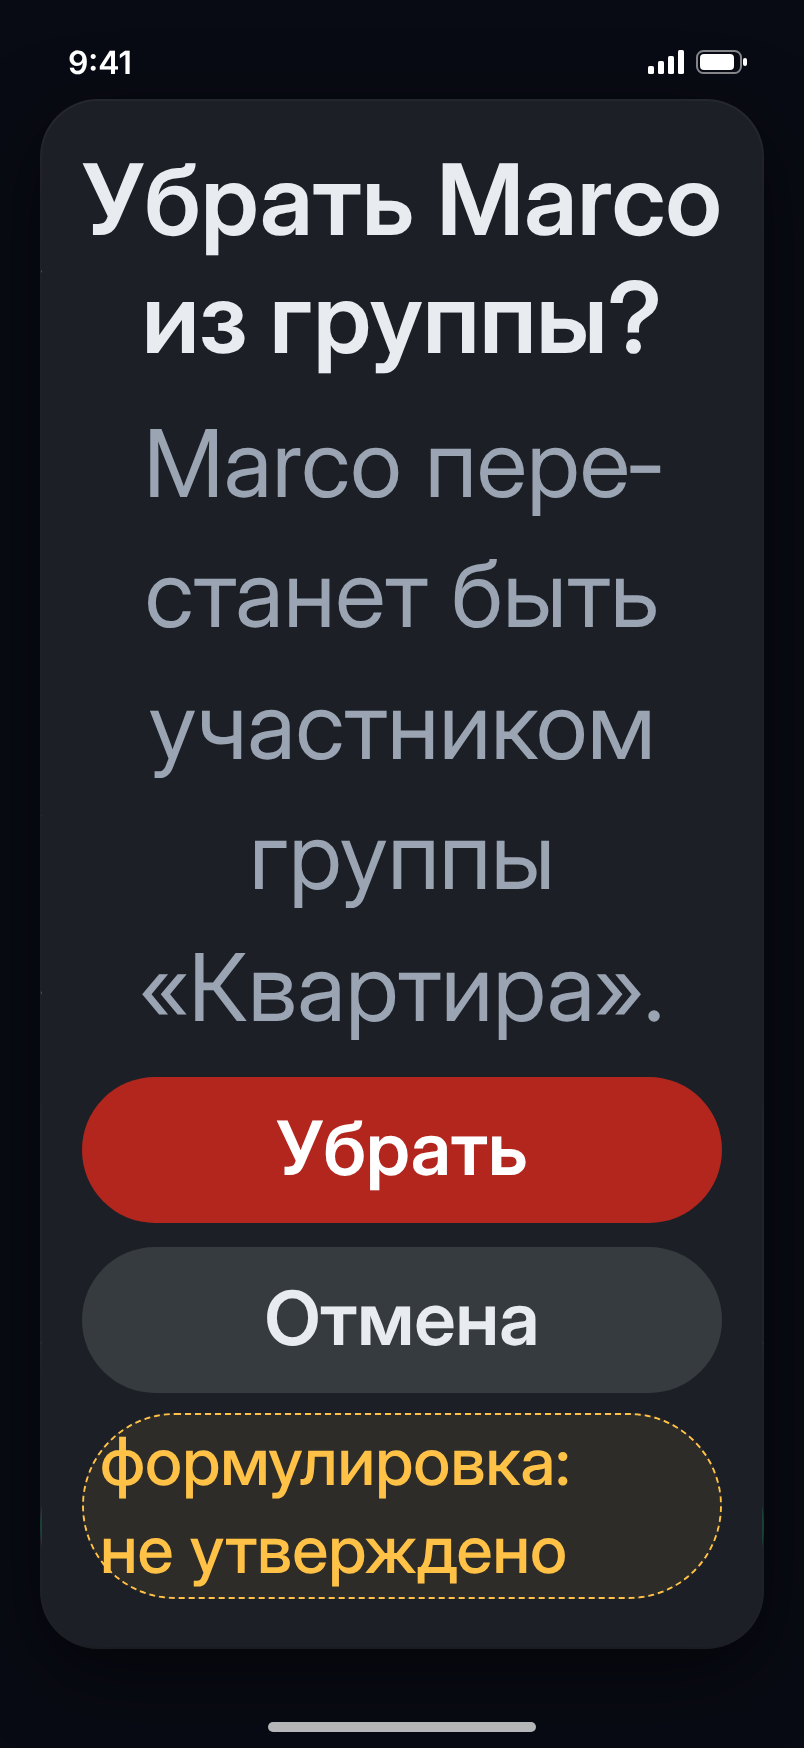 9:41
Убрать Marco
из группы?
Marco пере-
станет быть
участником
группы
«Квартира».
Убрать
Отмена
формулировка:
не утверждено